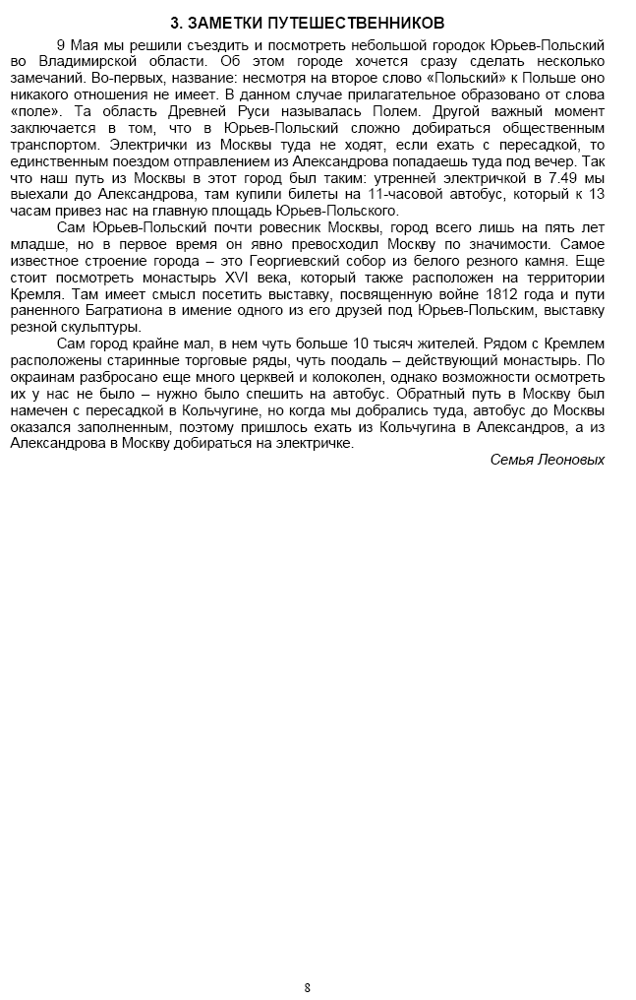 3. ЗАМЕТКИ ПУТЕШЕСТВЕННИКОВ
9 Мая мы решили съездить и посмотреть небольшой городок Юрьев-Польский
во Владимирской области. Об этом городе хочется сразу сделать несколько
замечаний. Во-первых, название: несмотря на второе слово «Польский» к Польше оно
никакого отношения не имеет. В данном случае прилагательное образовано от слова
«поле». Та область Древней Руси называлась Полем. Другой важный момент
заключается в том, что в Юрьев-Польский сложно добираться общественным
транспортом. Электрички из Москвы туда не ходят, если ехать с пересадкой, то
единственным поездом отправлением из Александрова попадаешь туда под вечер. Так
что наш путь из Москвы в этот город был таким: утренней электричкой в 7.49 мы
выехали до Александрова, там купили билеты на 11-часовой автобус, который к 13
часам привез нас на главную площадь Юрьев-Польского.
Сам Юрьев-Польский почти ровесник Москвы, город всего лишь на пять лет
младше, но в первое время он явно превосходил Москву по значимости. Самое
известное строение города – это Георгиевский собор из белого резного камня. Еще
стоит посмотреть монастырь XVI века, который также расположен на территории
Кремля. Там имеет смысл посетить выставку, посвященную войне 1812 года и пути
раненного Багратиона в имение одного из его друзей под Юрьев-Польским, выставку
резной скульптуры.
Сам город крайне мал, в нем чуть больше 10 тысяч жителей. Рядом с Кремлем
расположены старинные торговые ряды, чуть поодаль – действующий монастырь. По
окраинам разбросано еще много церквей и колоколен, однако возможности осмотреть
их у нас не было – нужно было спешить на автобус. Обратный путь в Москву был
намечен с пересадкой в Кольчугине, но когда мы добрались туда, автобус до Москвы
оказался заполненным, поэтому пришлось ехать из Кольчугина в Александров, а из
Александрова в Москву добираться на электричке.
Семья Леоновых
8